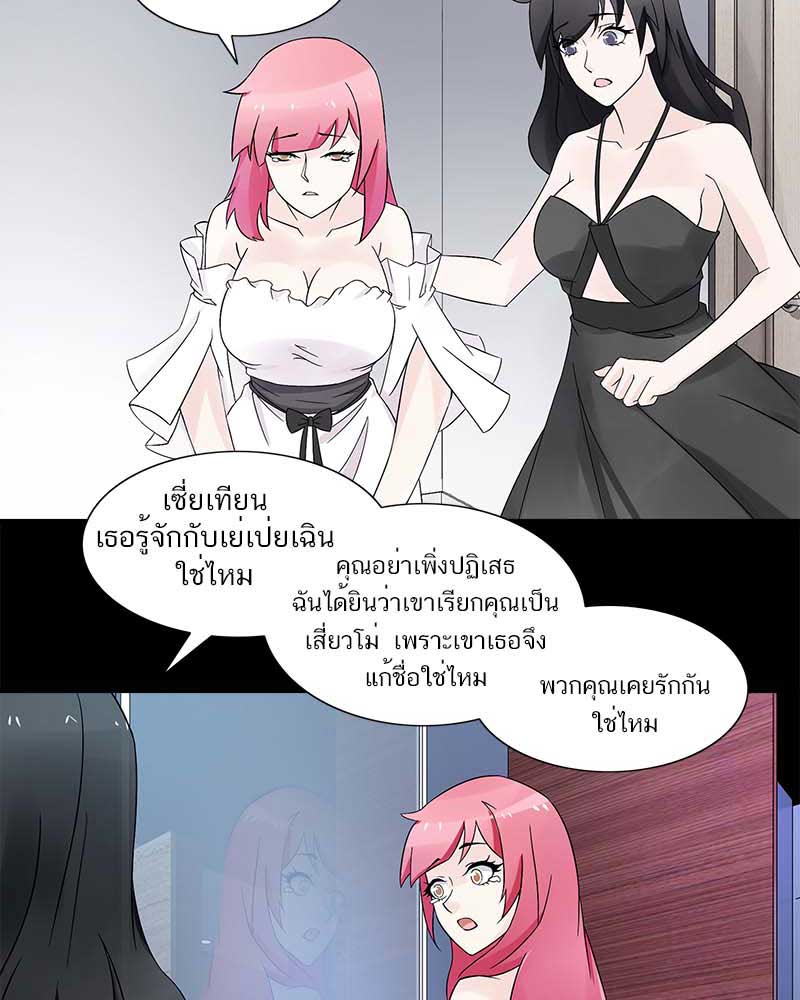 เซี่ยเทียน
เธอรู้จักกับเย่เป่ยเฉิน
ใช่ไหม
คุณอย่าเพิ่งปฏิเสธ
ฉันได้ยินว่าเขาเรียกคุณเป็น
เสี่ยวโม่ เพราะเขาเธอจึง
แก้ชื่อใช่ไหม
พวกคุณเคยรักกัน
ใช่ไหม